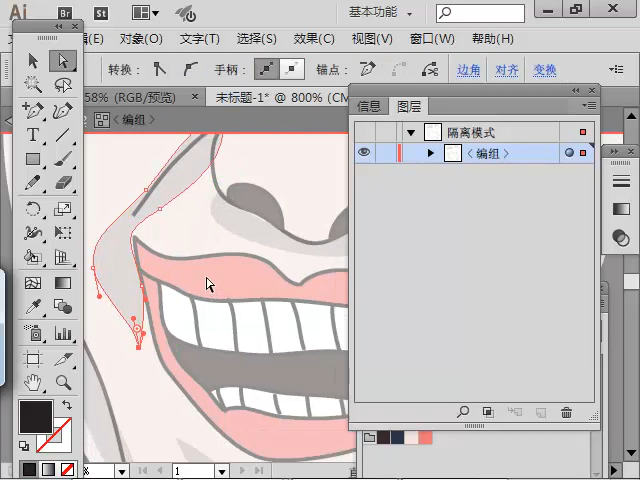 Ai Br St 基本功能
(E) 对象(O) 文字(T) 选择(S) 效果(C) 视图(V) 窗口(W) 帮助(H)
转换： 手柄： 锚点： 边角 对齐 变换
58% (RGB/预览) × 未标题-1* @ 800% (CM
<编组>
信息 图层
隔离模式
<编组>
% 1